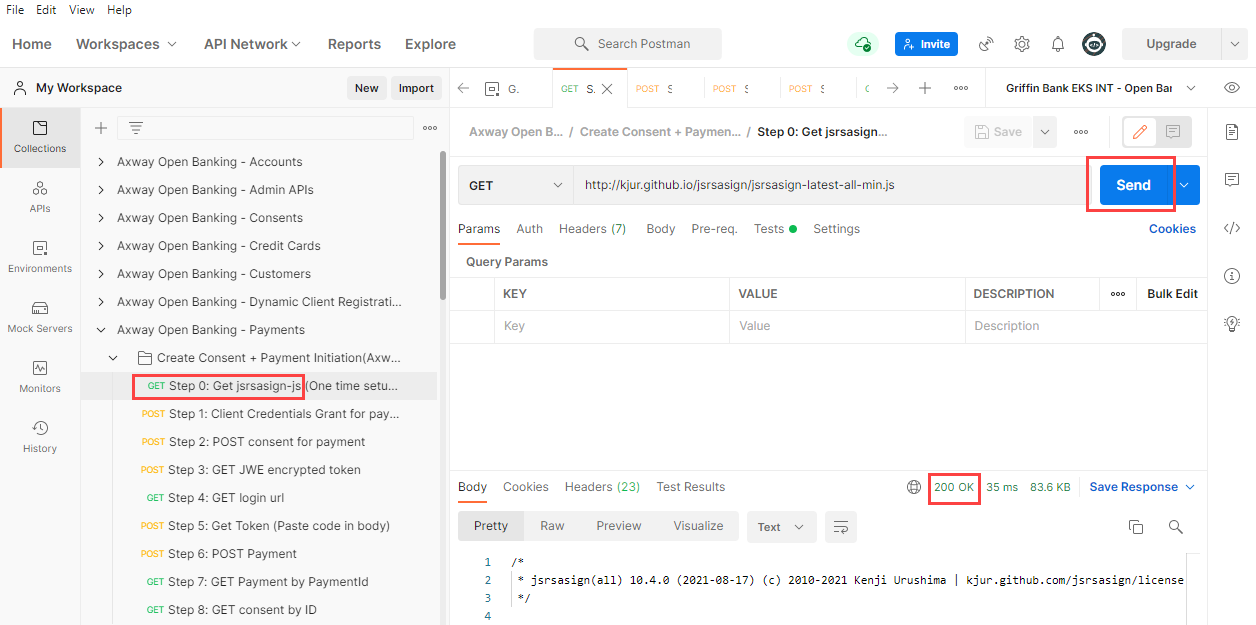 File Edit View Help
Home Workspaces API Network Reports Explore Search Postman Invite Upgrade
My Workspace New Import G. GET S. POST S POST S POST S Griffin Bank EKS INT - Open Bar
Collections
APIs
Environments
Mock Servers
Monitors
History
Axway Open Banking - Accounts
Axway Open Banking - Admin APIs
Axway Open Banking - Consents
Axway Open Banking - Credit Cards
Axway Open Banking - Customers
Axway Open Banking - Dynamic Client Registrati...
Axway Open Banking - Payments
Create Consent + Payment Initiation(Axw...
GET Step 0: Get jsrsasign-js (One time setu...
POST Step 1: Client Credentials Grant for pay...
POST Step 2: POST consent for payment
POST Step 3: GET JWE encrypted token
GET Step 4: GET login url
POST Step 5: Get Token (Paste code in body)
POST Step 6: POST Payment
GET Step 7: GET Payment by PaymentId
GET Step 8: GET consent by ID
Axway Open B... / Create Consent + Paymen... / Step 0: Get jsrsasign... Save
GET http://kjur.github.io/jsrsasign/jsrsasign-latest-all-min.js Send
Params Auth Headers (7) Body Pre-req. Tests Settings Cookies
Query Params
KEY VALUE DESCRIPTION Bulk Edit
Key Value Description
Body Cookies Headers (23) Test Results 200 OK 35 ms 83.6 KB Save Response
Pretty Raw Preview Visualize Text
1 /*
2 * jsrsasign(all) 10.4.0 (2021-08-17) (c) 2010-2021 Kenji Urushima | kjur.github.com/jsrsasign/license
3 */
4